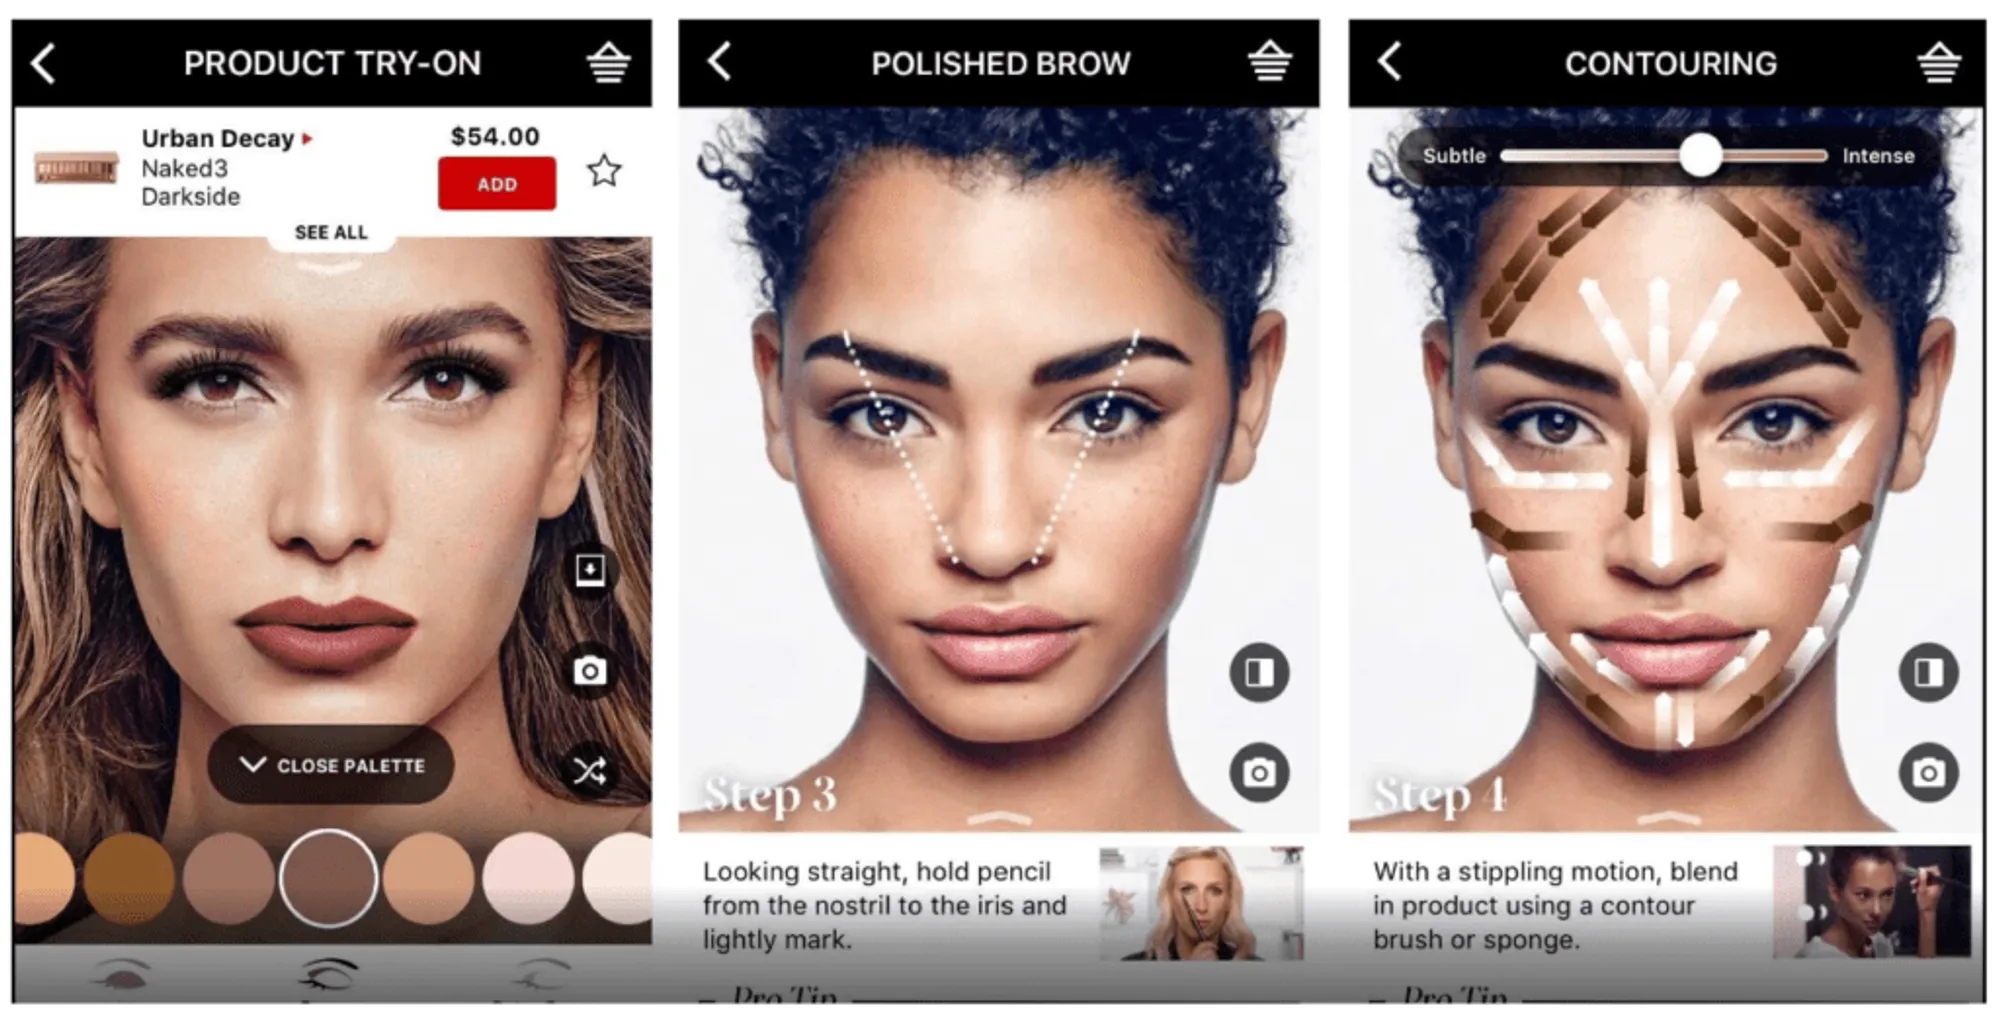 PRODUCT TRY-ON
Urban Decay
Naked3
Darkside
$54.00
ADD
SEE ALL
CLOSE PALETTE
POLISHED BROW
Step 3
Looking straight, hold pencil
from the nostril to the iris and
lightly mark.
Pro Tip
CONTOURING
Subtle
Intense
Step 4
With a stippling motion, blend
in product using a contour
brush or sponge.
Pro Tip